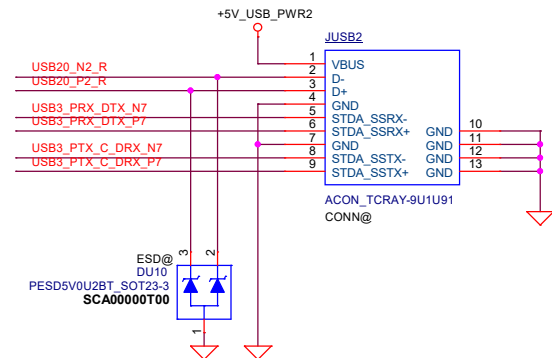 +5V_USB_PWR2
JUSB2
1 VBUS
USB20_N2_R 2 D-
USB20_P2_R 3 D+
4 GND
USB3_PRX_DTX_N7 5 STDA_SSRX-
USB3_PRX_DTX_P7 6 STDA_SSRX+ GND 10
7 GND GND 11
USB3_PTX_C_DRX_N7 8 STDA_SSTX- GND 12
USB3_PTX_C_DRX_P7 9 STDA_SSTX+ GND 13
ACON_TCRAY-9U1U91
CONN@
ESD@ 3 2
DU10
PESD5V0U2BT_SOT23-3
SCA00000T00
1